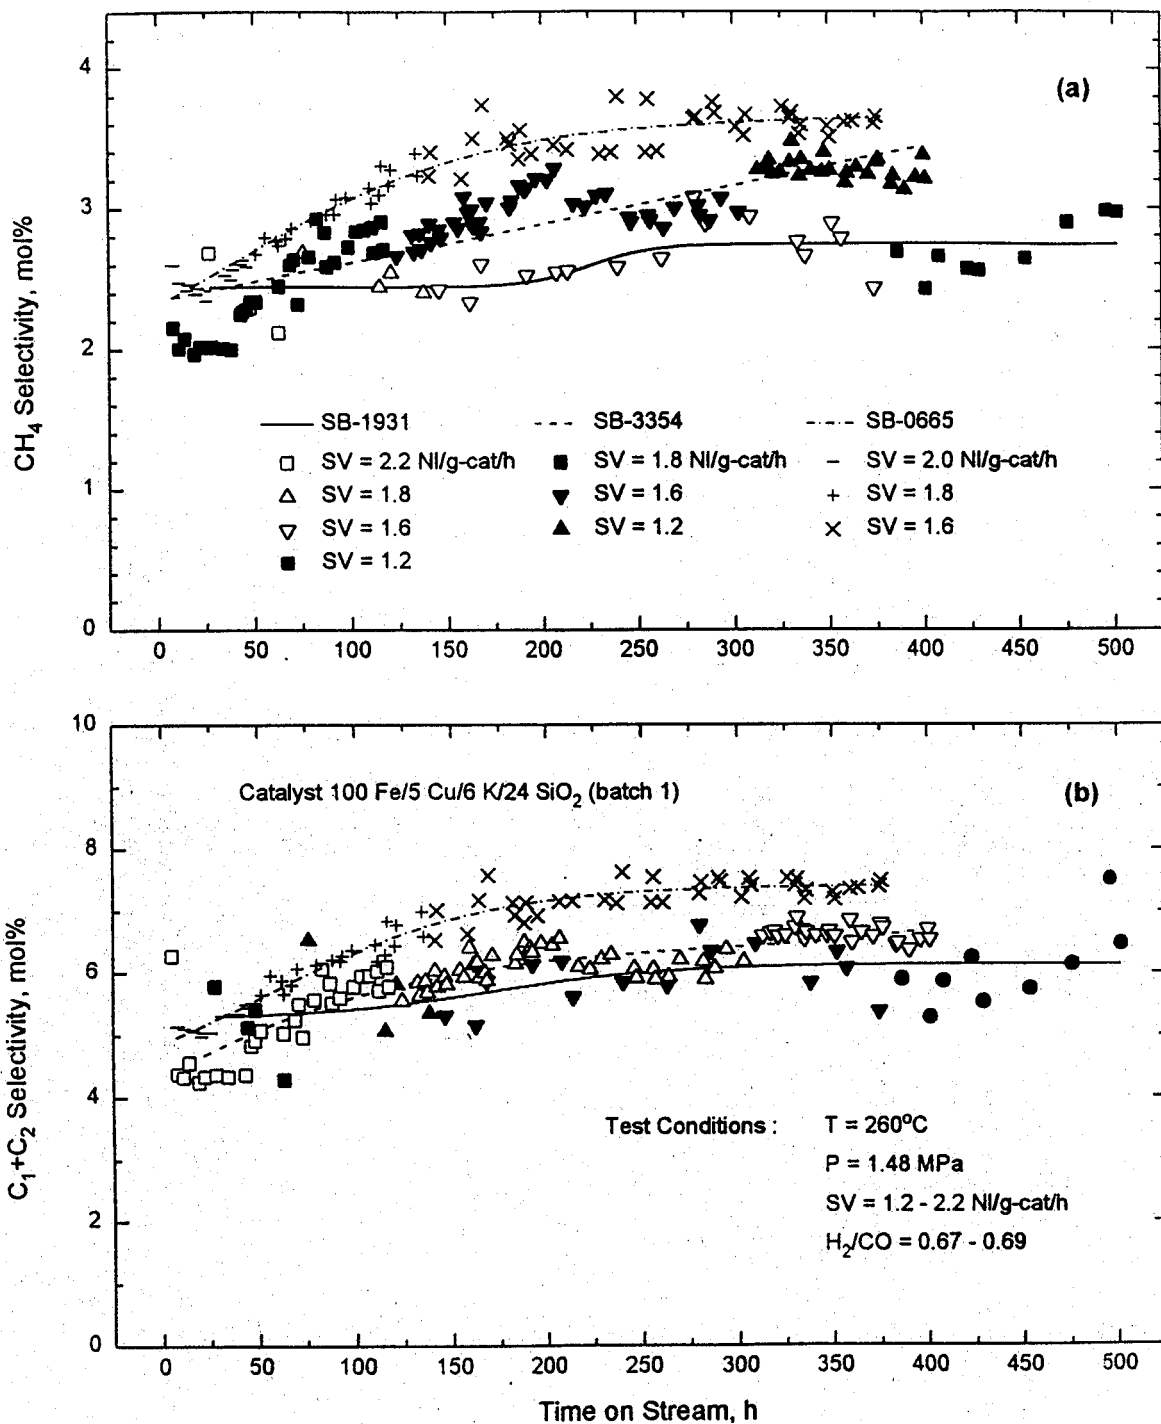 4
3
2
1
0
CH4 Selectivity, mol%
(a)
SB-1931 SB-3354 SB-0665
SV = 2.2 Nl/g-cat/h SV = 1.8 Nl/g-cat/h SV = 2.0 Nl/g-cat/h
SV = 1.8 SV = 1.6 SV = 1.8
SV = 1.6 SV = 1.2 SV = 1.6
SV = 1.2
0 50 100 150 200 250 300 350 400 450 500
10
8
6
4
2
0
C1+C2 Selectivity, mol%
(b)
Catalyst 100 Fe/5 Cu/6 K/24 SiO2 (batch 1)
Test Conditions : T = 260°C
P = 1.48 MPa
SV = 1.2 - 2.2 Nl/g-cat/h
H2/CO = 0.67 - 0.69
0 50 100 150 200 250 300 350 400 450 500
Time on Stream, h